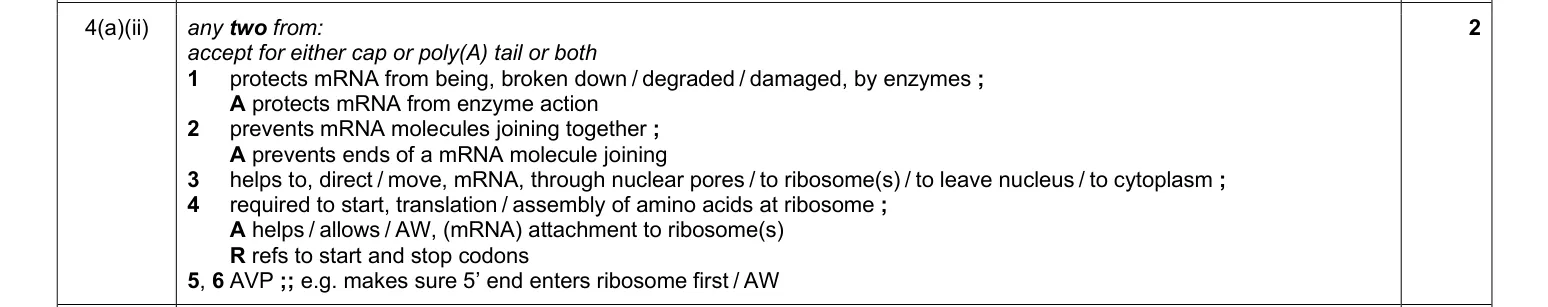 4(a)(ii) any two from: 2
accept for either cap or poly(A) tail or both
1 protects mRNA from being, broken down / degraded / damaged, by enzymes ;
A protects mRNA from enzyme action
2 prevents mRNA molecules joining together ;
A prevents ends of a mRNA molecule joining
3 helps to, direct / move, mRNA, through nuclear pores / to ribosome(s) / to leave nucleus / to cytoplasm ;
4 required to start, translation / assembly of amino acids at ribosome ;
A helps / allows / AW, (mRNA) attachment to ribosome(s)
R refs to start and stop codons
5, 6 AVP ;; e.g. makes sure 5’ end enters ribosome first / AW